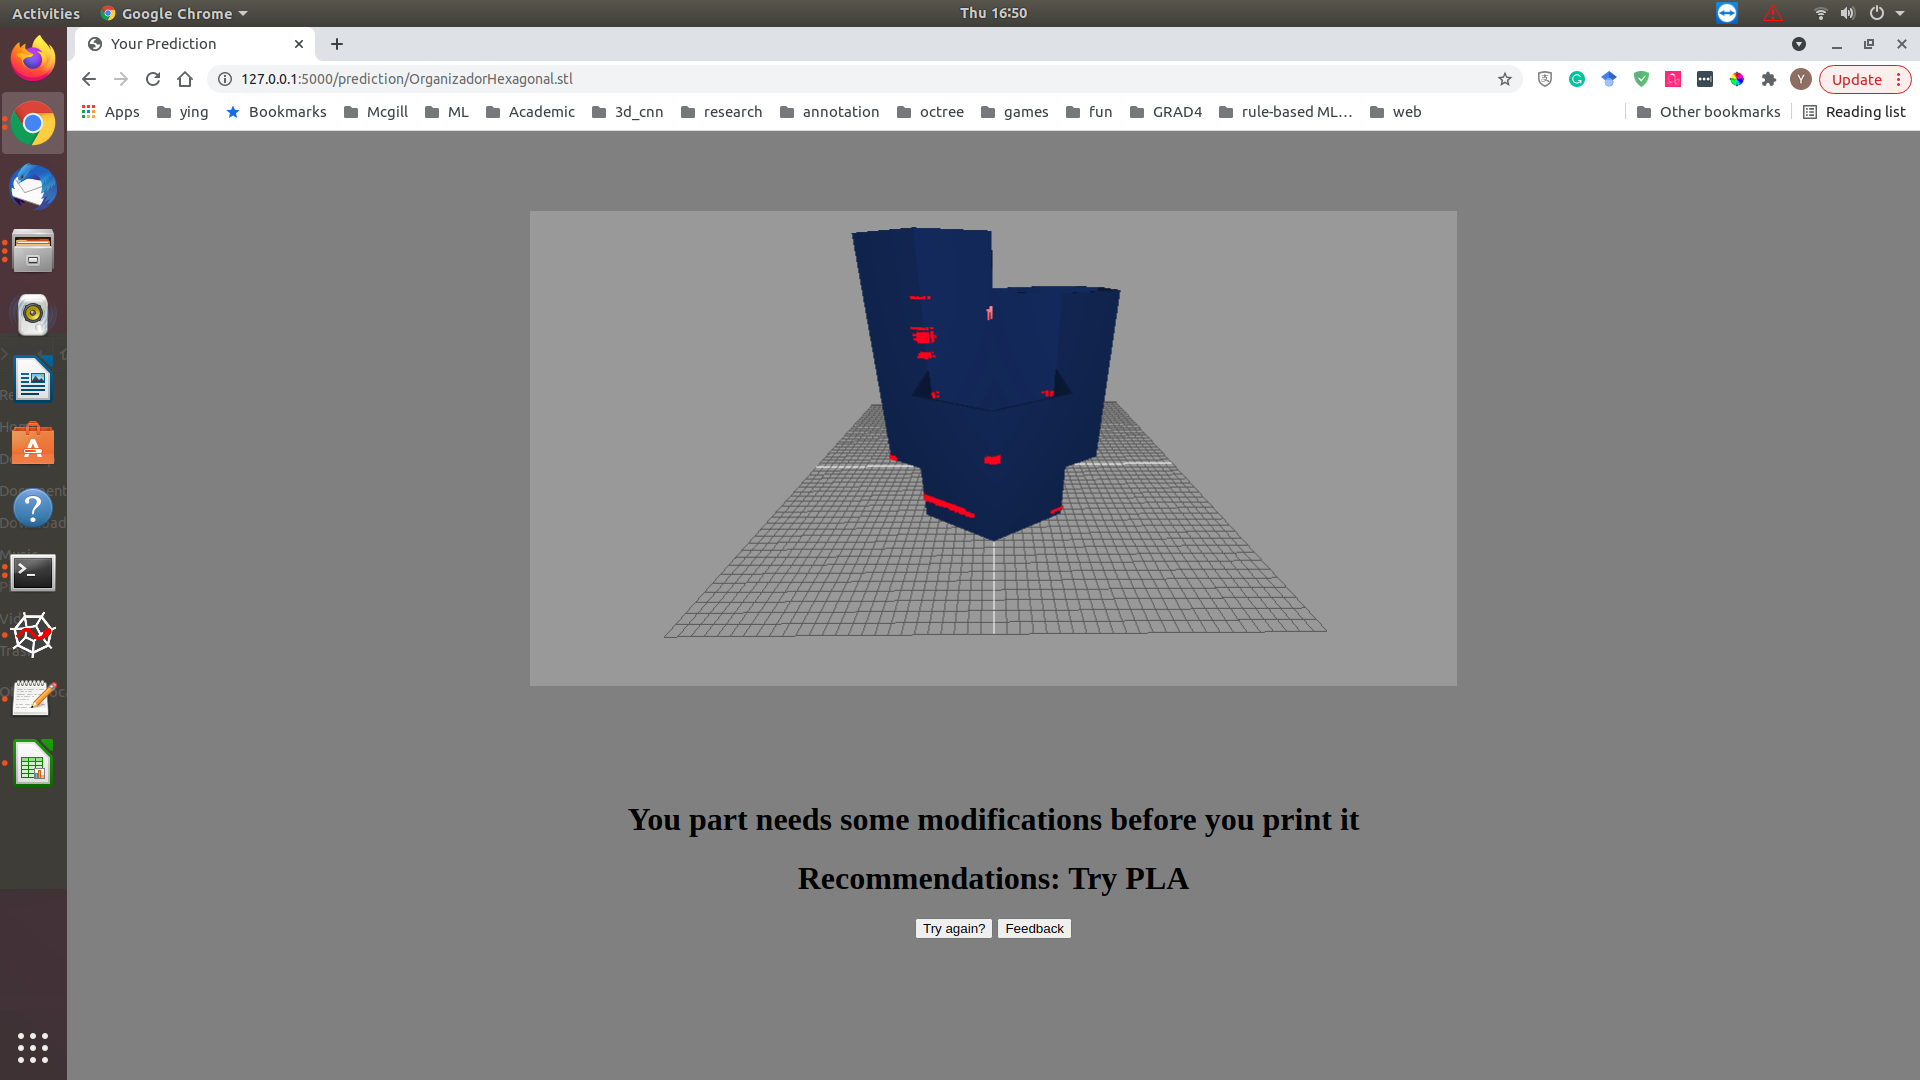 Activities
Google Chrome
Thu 16:50
Your Prediction
127.0.0.1:5000/prediction/OrganizadorHexagonal.stl
Y
Update
Apps
ying
Bookmarks
Mcgill
ML
Academic
3d_cnn
research
annotation
octree
games
fun
GRAD4
rule-based ML…
web
Other bookmarks
Reading list
You part needs some modifications before you print it
Recommendations: Try PLA
Try again?
Feedback